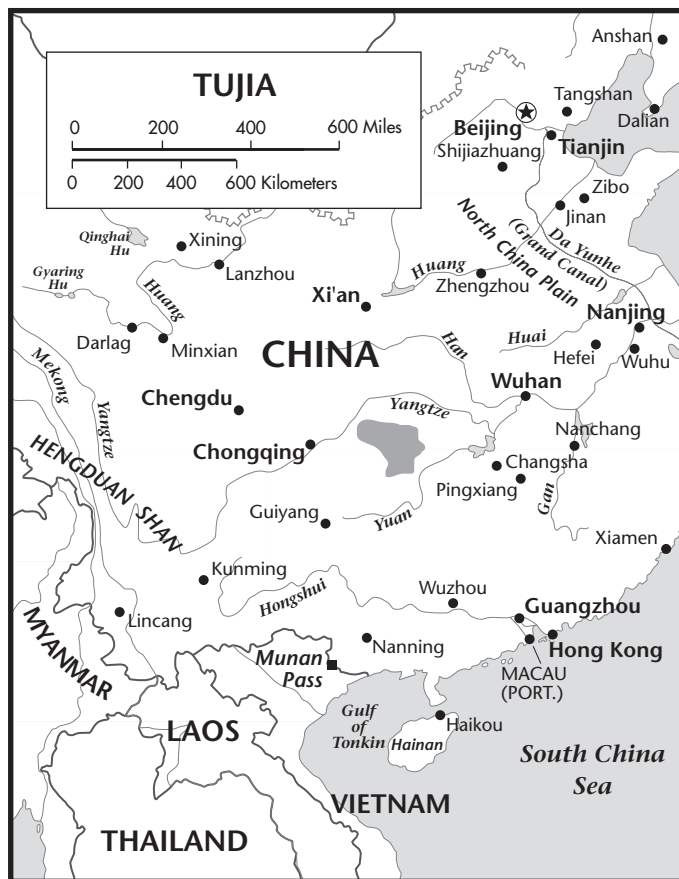 TUJIA
0 200 400 600 Miles
0 200 400 600 Kilometers
Anshan
Tangshan
Dalian
Beijing
Tianjin
Shijiazhuang
Zibo
Jinan
Qinghai
Hu
Xining
Lanzhou
Gyaring
Hu
Huang
Huang
Zhengzhou
North China Plain
Da Yunhe
(Grand Canal)
Xi'an
Nanjing
Darlag
Minxian
CHINA
Han
Huai
Hefei
Wuhu
Mekong
Yangtze
Chengdu
Yangtze
Wuhan
Chongqing
Nanchang
HENGDUAN SHAN
Changsha
Pingxiang
Gan
Guiyang
Yuan
Xiamen
Kunming
Hongshui
Wuzhou
Guangzhou
Lincang
MYANMAR
Nanning
Hong Kong
Munan
Pass
MACAU
(PORT.)
LAOS
Gulf
of
Tonkin
Haikou
Hainan
South China
Sea
VIETNAM
THAILAND